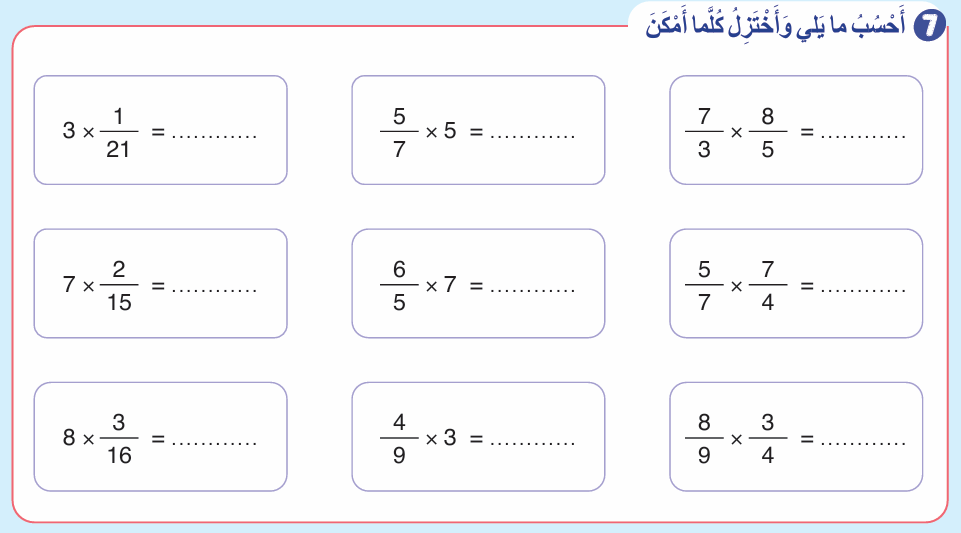 7 أَحْسُبُ ما يَلي وَأَخْتَزِلُ كُلَّما أَمْكَنَ
3 × 1/21 = ............
5/7 × 5 = ............
7/3 × 8/5 = ............
7 × 2/15 = ............
6/5 × 7 = ............
5/7 × 7/4 = ............
8 × 3/16 = ............
4/9 × 3 = ............
8/9 × 3/4 = ............